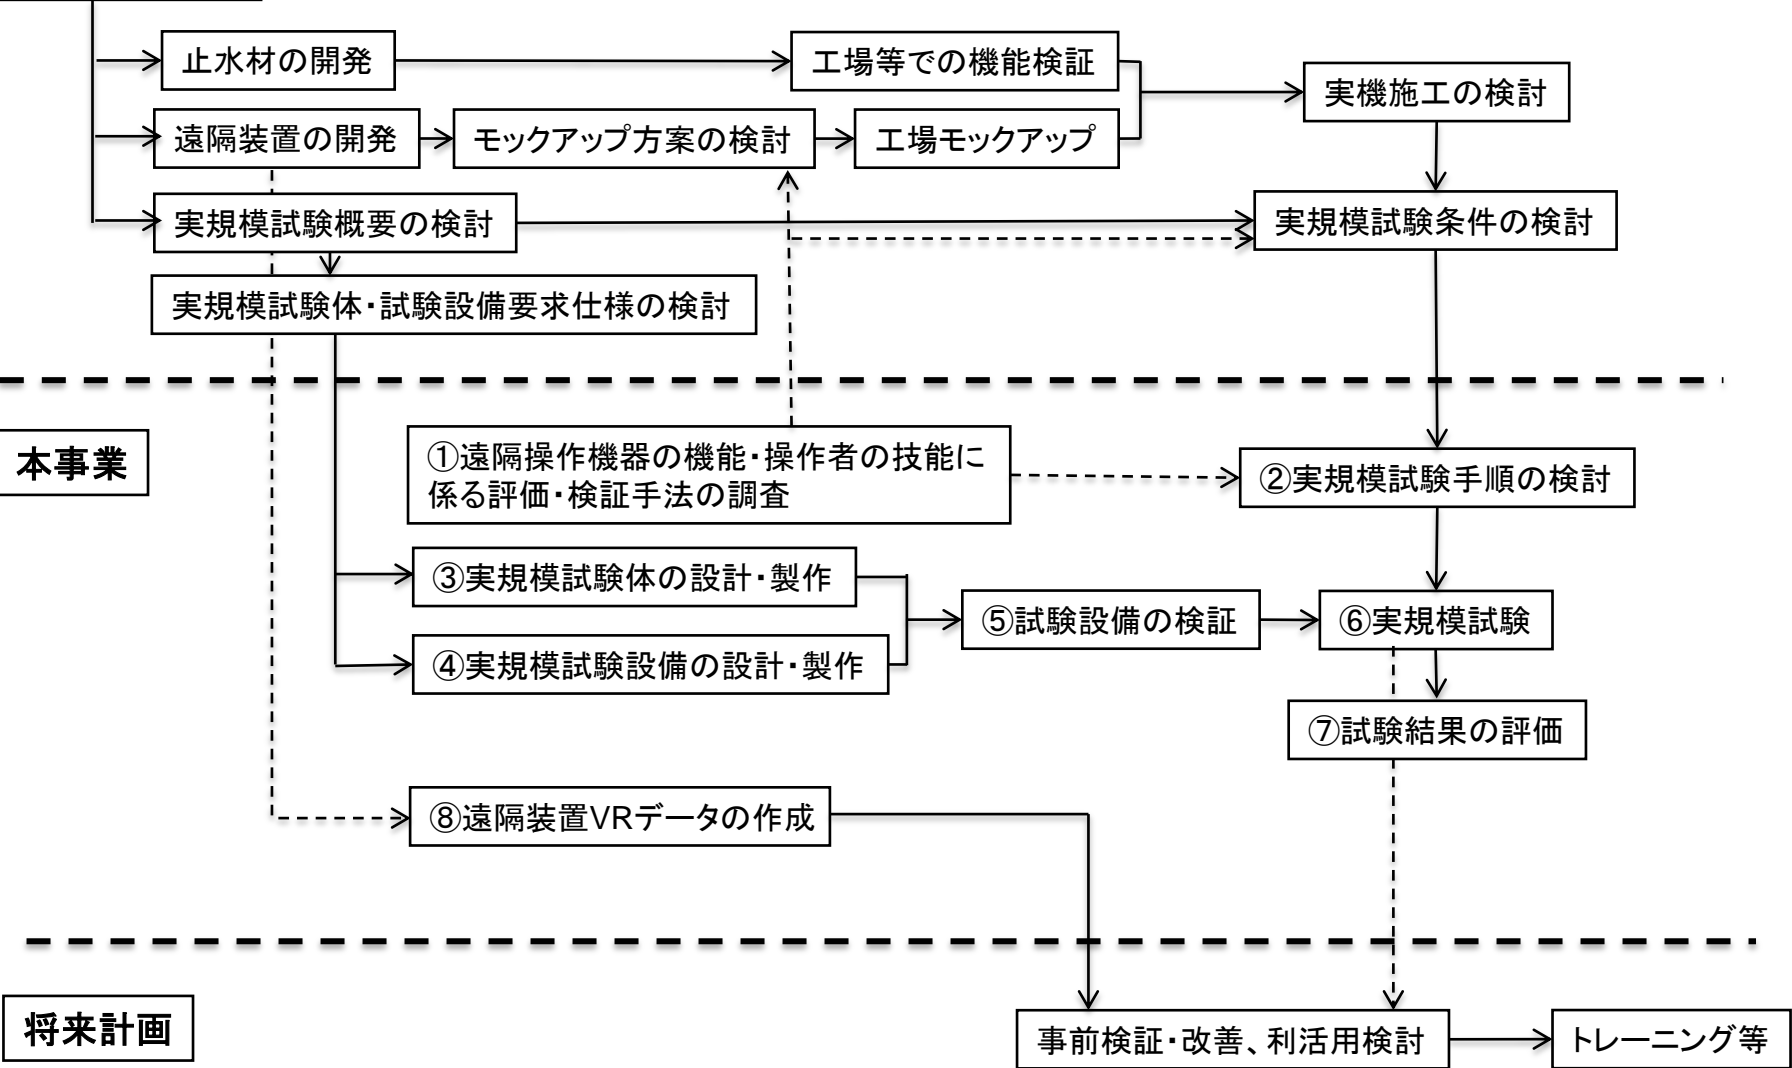 止水材の開発
工場等での機能検証
実機施工の検討
遠隔装置の開発
モックアップ方案の検討
工場モックアップ
実規模試験概要の検討
実規模試験条件の検討
実規模試験体・試験設備要求仕様の検討
本事業
①遠隔操作機器の機能・操作者の技能に
係る評価・検証手法の調査
②実規模試験手順の検討
③実規模試験体の設計・製作
⑤試験設備の検証
⑥実規模試験
④実規模試験設備の設計・製作
⑦試験結果の評価
⑧遠隔装置VRデータの作成
将来計画
事前検証・改善、利活用検討
トレーニング等